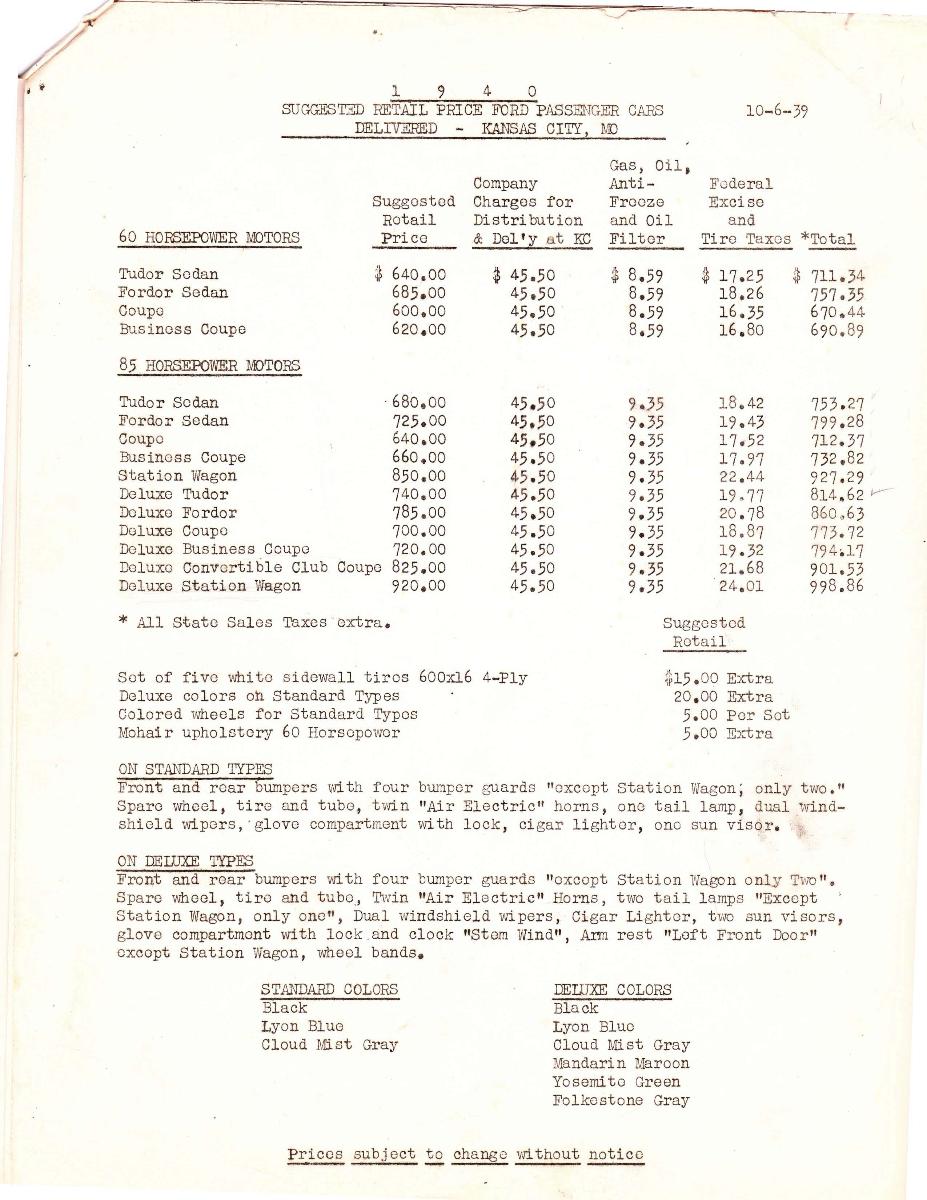 1 9 4 0
SUGGESTED RETAIL PRICE FORD PASSENGER CARS 10-6-39
DELIVERED - KANSAS CITY, MO
Gas, Oil,
Company Anti- Federal
Suggested Charges for Freeze Excise
Retail Distribution and Oil and
60 HORSEPOWER MOTORS Price & Del'y at KC Filter Tire Taxes *Total
Tudor Sedan $ 640.00 $ 45.50 $ 8.59 $ 17.25 $ 711.34
Fordor Sedan 685.00 45.50 8.59 18.26 757.35
Coupe 600.00 45.50 8.59 16.35 670.44
Business Coupe 620.00 45.50 8.59 16.80 690.89
85 HORSEPOWER MOTORS
Tudor Sedan 680.00 45.50 9.35 18.42 753.27
Fordor Sedan 725.00 45.50 9.35 19.43 799.28
Coupe 640.00 45.50 9.35 17.52 712.37
Business Coupe 660.00 45.50 9.35 17.97 732.82
Station Wagon 850.00 45.50 9.35 22.44 927.29
Deluxe Tudor 740.00 45.50 9.35 19.77 814.62
Deluxe Fordor 785.00 45.50 9.35 20.78 860.63
Deluxe Coupe 700.00 45.50 9.35 18.87 773.72
Deluxe Business Coupe 720.00 45.50 9.35 19.32 794.17
Deluxe Convertible Club Coupe 825.00 45.50 9.35 21.68 901.53
Deluxe Station Wagon 920.00 45.50 9.35 24.01 998.86
* All State Sales Taxes extra. Suggested
Retail
Set of five white sidewall tires 600x16 4-Ply $15.00 Extra
Deluxe colors on Standard Types 20.00 Extra
Colored wheels for Standard Types 5.00 Per Set
Mohair upholstery 60 Horsepower 5.00 Extra
ON STANDARD TYPES
Front and rear bumpers with four bumper guards "except Station Wagon; only two."
Spare wheel, tire and tube, twin "Air Electric" horns, one tail lamp, dual wind-
shield wipers, glove compartment with lock, cigar lighter, one sun visor.
ON DELUXE TYPES
Front and rear bumpers with four bumper guards "except Station Wagon only Two".
Spare wheel, tire and tube, Twin "Air Electric" Horns, two tail lamps "Except
Station Wagon, only one", Dual windshield wipers, Cigar Lighter, two sun visors,
glove compartment with lock and clock "Stem Wind", Arm rest "Left Front Door"
except Station Wagon, wheel bands.
STANDARD COLORS DELUXE COLORS
Black Black
Lyon Blue Lyon Blue
Cloud Mist Gray Cloud Mist Gray
Mandarin Maroon
Yosemite Green
Folkestone Gray
Prices subject to change without notice